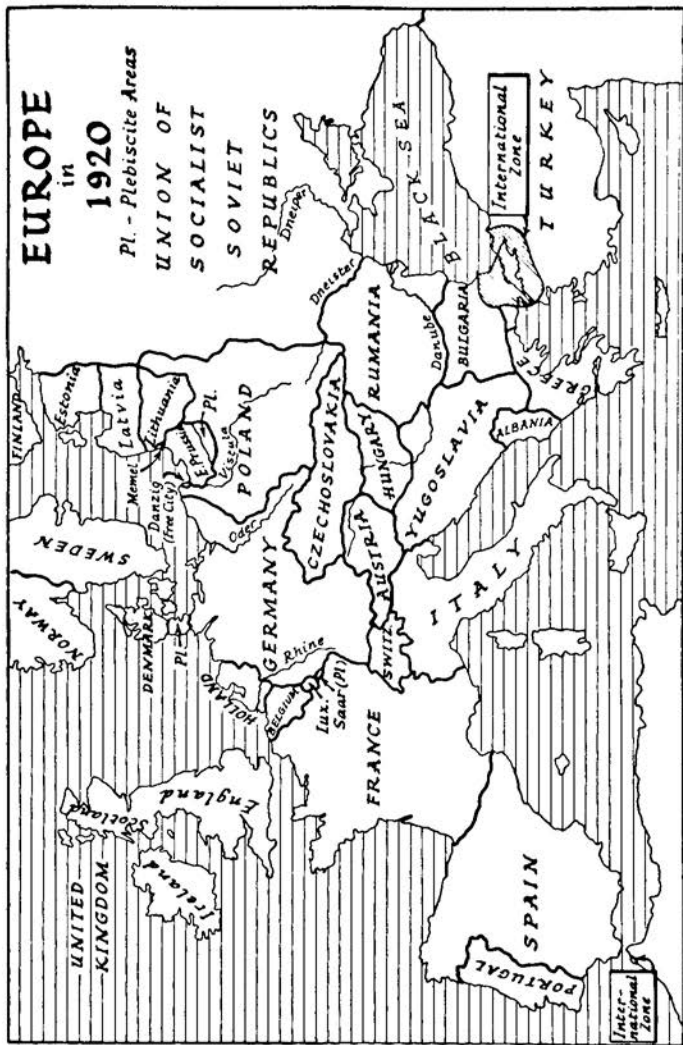 EUROPE
in
1920
Pl. - Plebiscite Areas
UNION OF
SOCIALIST
SOVIET
REPUBLICS
FINLAND
Estonia
Latvia
Lithuania
Memel
E. Prussia
Pl.
Danzig
(Free City)
Vistula
POLAND
Oder
SWEDEN
NORWAY
DENMARK
Pl.
UNITED
KINGDOM
Scotland
England
Ireland
HOLLAND
BELGIUM
Lux.
Saar (Pl)
GERMANY
Rhine
FRANCE
SWITZ.
AUSTRIA
CZECHOSLOVAKIA
HUNGARY
RUMANIA
Dneister
Dneiper
Danube
BLACK SEA
BULGARIA
YUGOSLAVIA
ALBANIA
GREECE
ITALY
International
Zone
TURKEY
SPAIN
PORTUGAL
Inter-
national
Zone